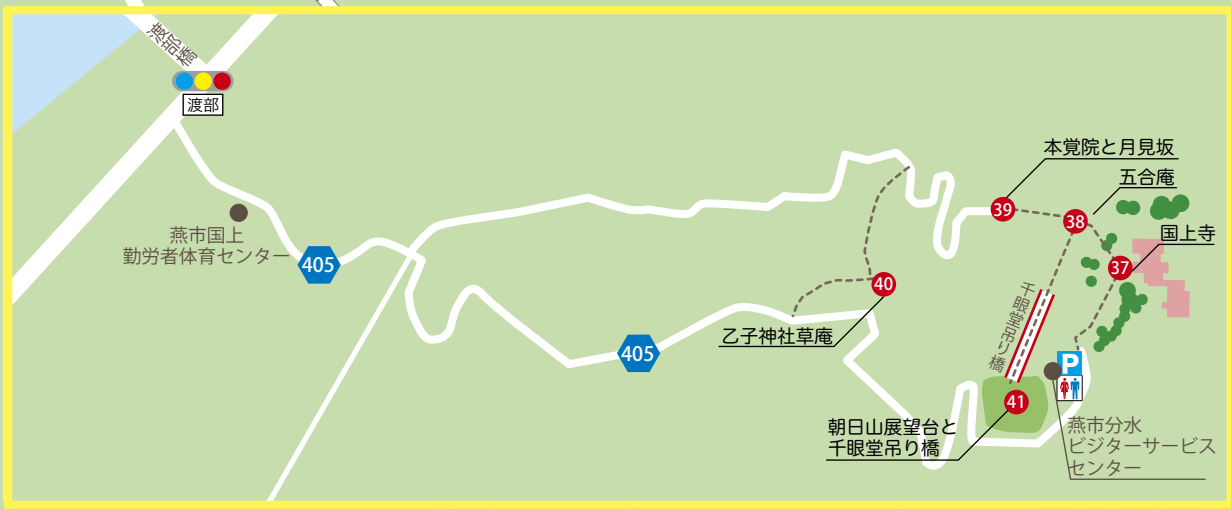 渡部橋
渡部
燕市国上
勤労者体育センター
405
405
本覚院と月見坂
39
五合庵
38
国上寺
37
40
乙子神社草庵
千眼堂吊り橋
P
41
朝日山展望台と
千眼堂吊り橋
燕市分水
ビジターサービス
センター